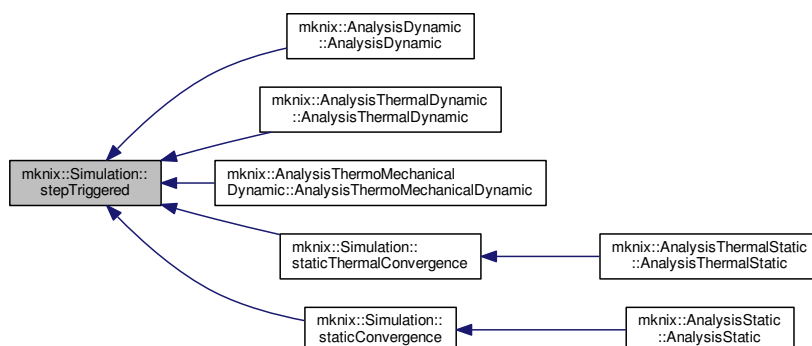 mknix::AnalysisDynamic
::AnalysisDynamic
mknix::AnalysisThermalDynamic
::AnalysisThermalDynamic
mknix::Simulation::
stepTriggered
mknix::AnalysisThermoMechanical
Dynamic::AnalysisThermoMechanicalDynamic
mknix::Simulation::
staticThermalConvergence
mknix::AnalysisThermalStatic
::AnalysisThermalStatic
mknix::Simulation::
staticConvergence
mknix::AnalysisStatic
::AnalysisStatic